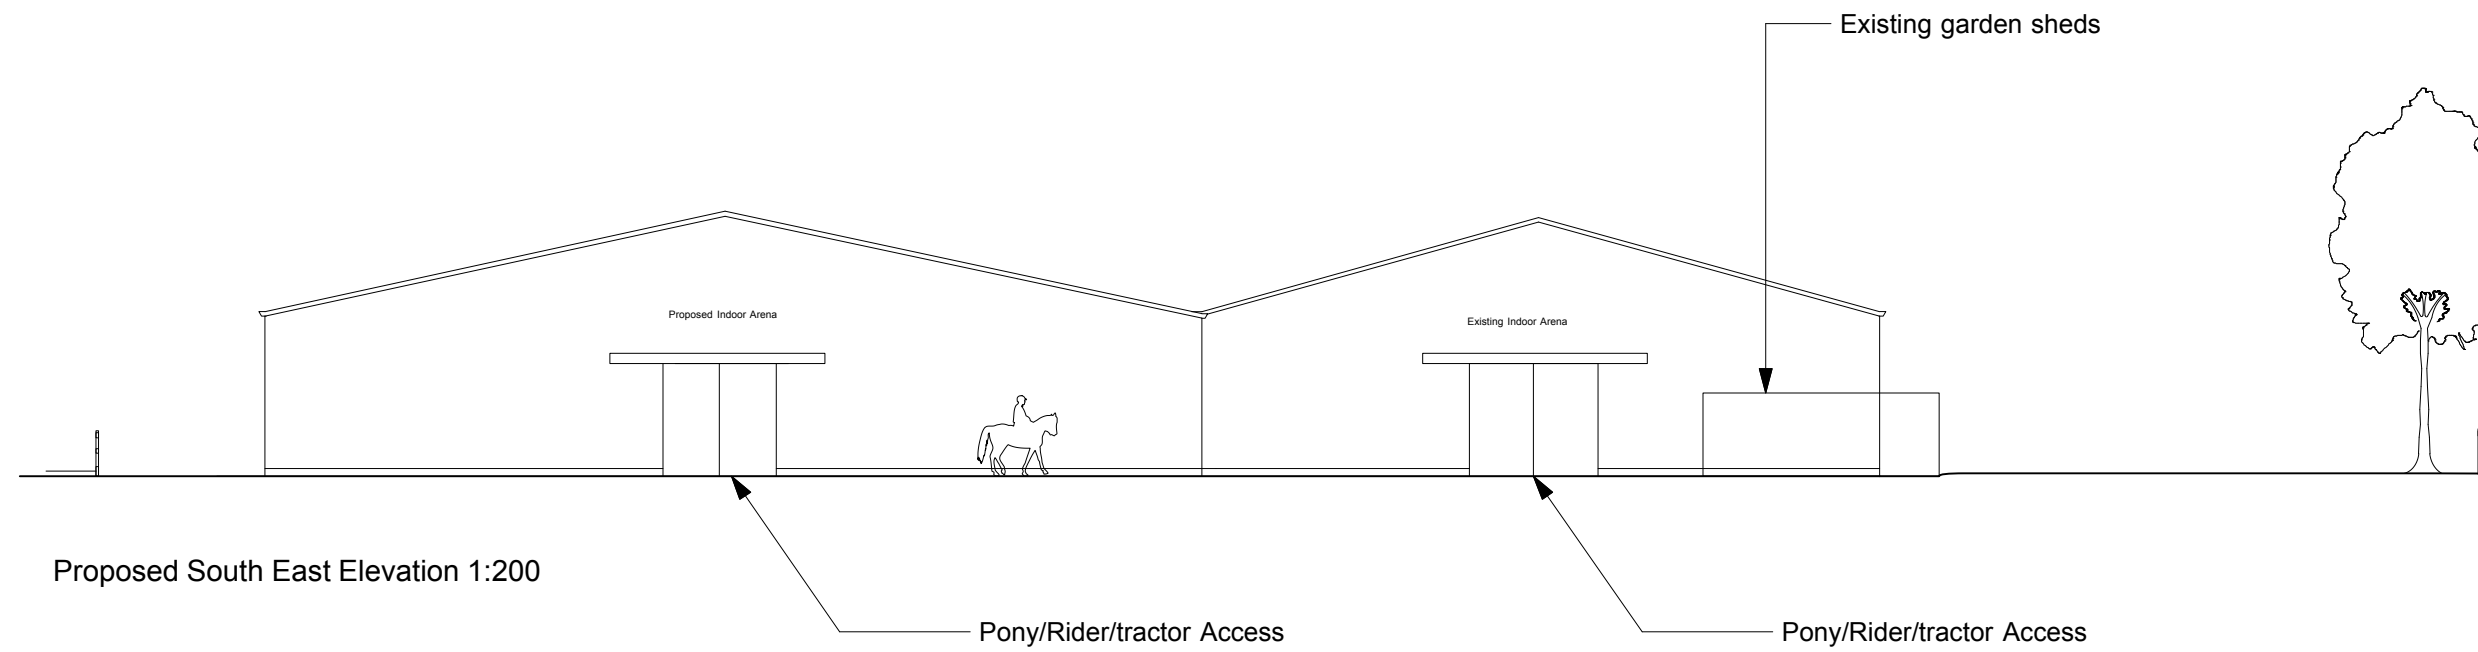 Existing garden sheds
Proposed Indoor Arena
Existing Indoor Arena
Proposed South East Elevation 1:200
Pony/Rider/tractor Access
Pony/Rider/tractor Access